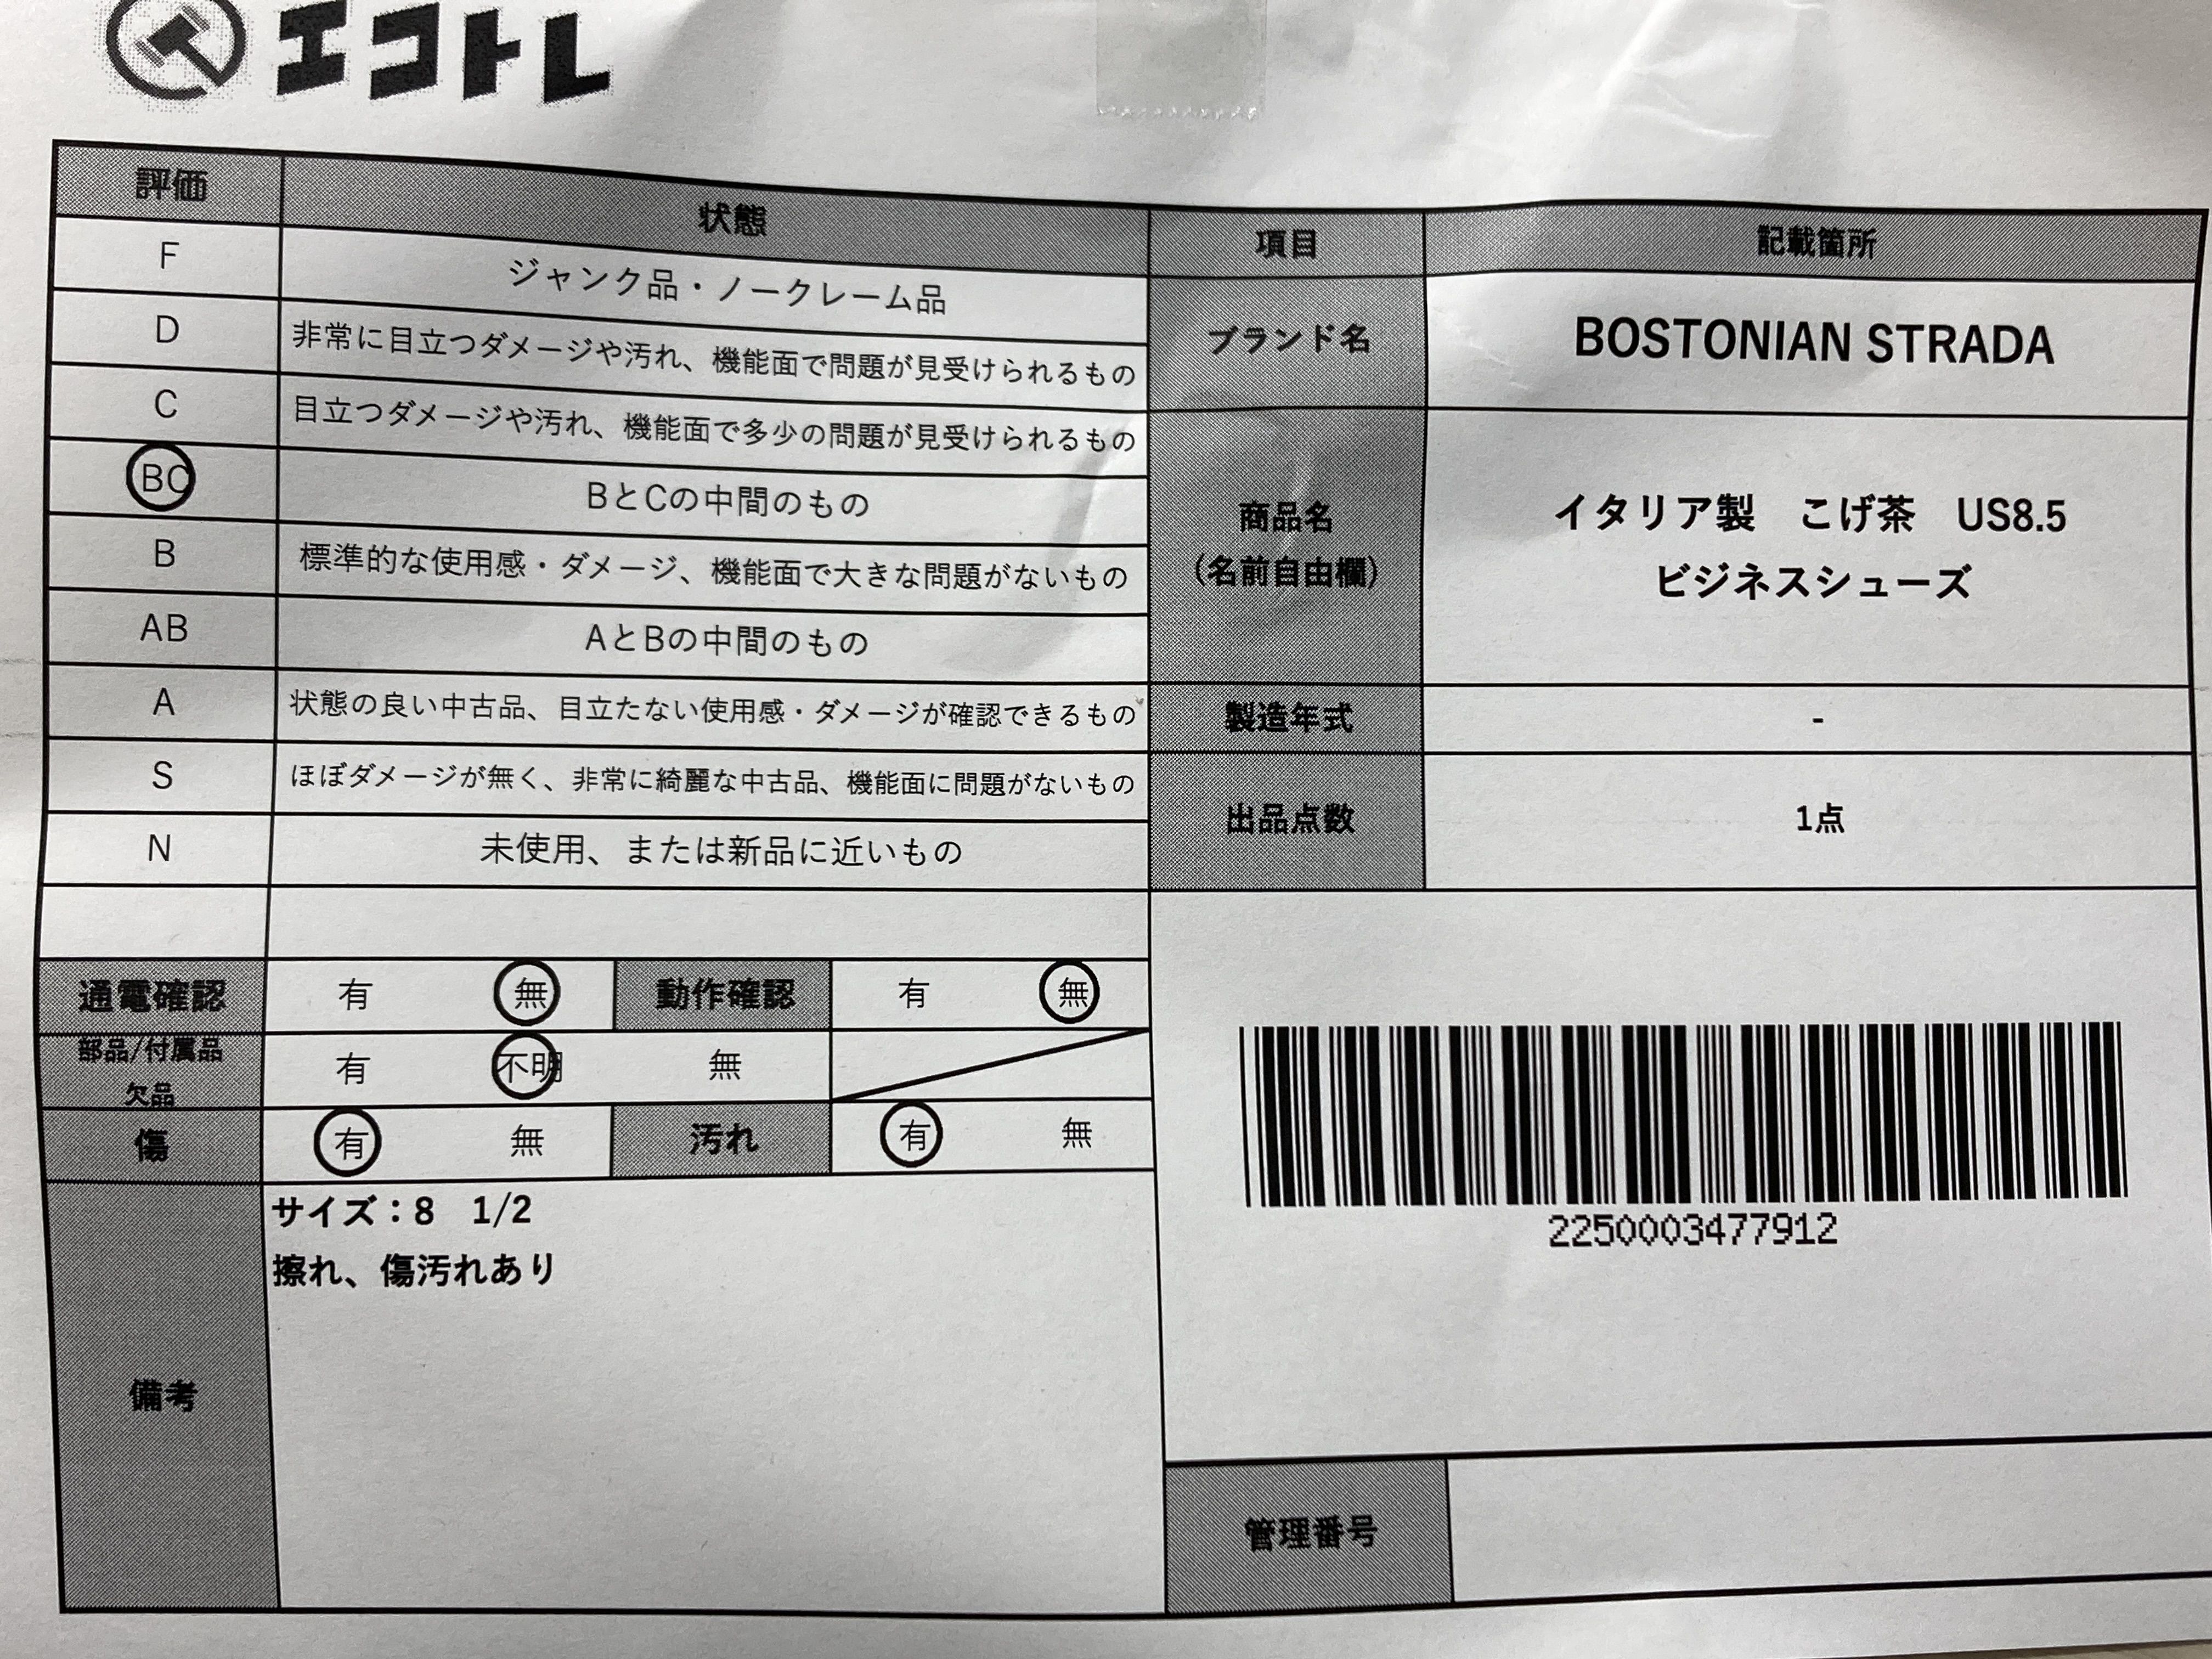 エコトレ
評価 状態
F ジャンク品・ノークレーム品
D 非常に目立つダメージや汚れ、機能面で問題が見受けられるもの
C 目立つダメージや汚れ、機能面で多少の問題が見受けられるもの
BC BとCの中間のもの
B 標準的な使用感・ダメージ、機能面で大きな問題がないもの
AB AとBの中間のもの
A 状態の良い中古品、目立たない使用感・ダメージが確認できるもの
S ほぼダメージが無く、非常に綺麗な中古品、機能面に問題がないもの
N 未使用、または新品に近いもの
通電確認 有 無 動作確認 有 無
部品/付属品
欠品 有 不明 無
傷 有 無 汚れ 有 無
備考
サイズ：8 1/2
擦れ、傷汚れあり
項目 記載箇所
ブランド名 BOSTONIAN STRADA
商品名
（名前自由欄）
イタリア製 こげ茶 US8.5
ビジネスシューズ
製造年式 -
出品点数 1点
2250003477912
管理番号